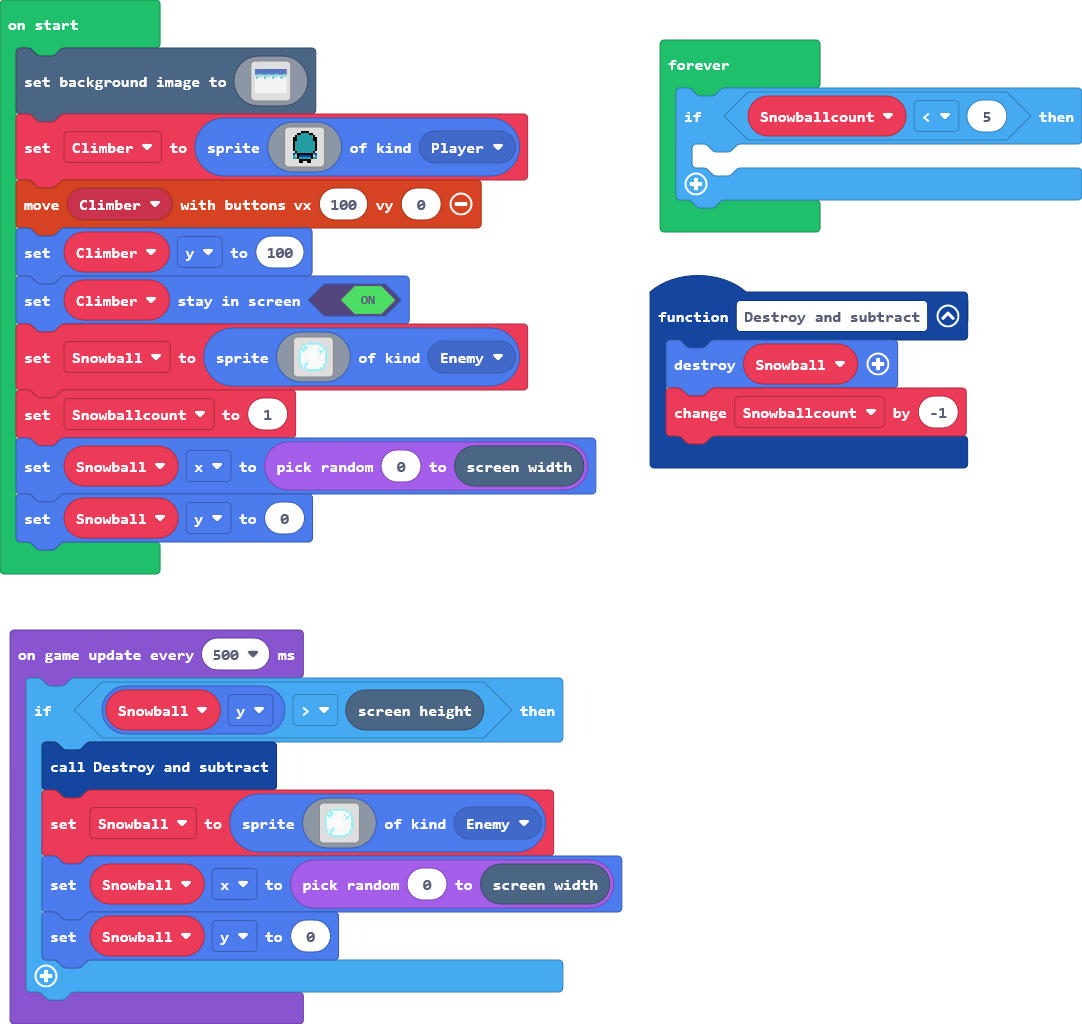 on start
set background image to
set Climber to sprite of kind Player
move Climber with buttons vx 100 vy 0
set Climber y to 100
set Climber stay in screen ON
set Snowball to sprite of kind Enemy
set Snowballcount to 1
set Snowball x to pick random 0 to screen width
set Snowball y to 0
forever
if Snowballcount < 5 then
function Destroy and subtract
destroy Snowball
change Snowballcount by -1
on game update every 500 ms
if Snowball y > screen height then
call Destroy and subtract
set Snowball to sprite of kind Enemy
set Snowball x to pick random 0 to screen width
set Snowball y to 0